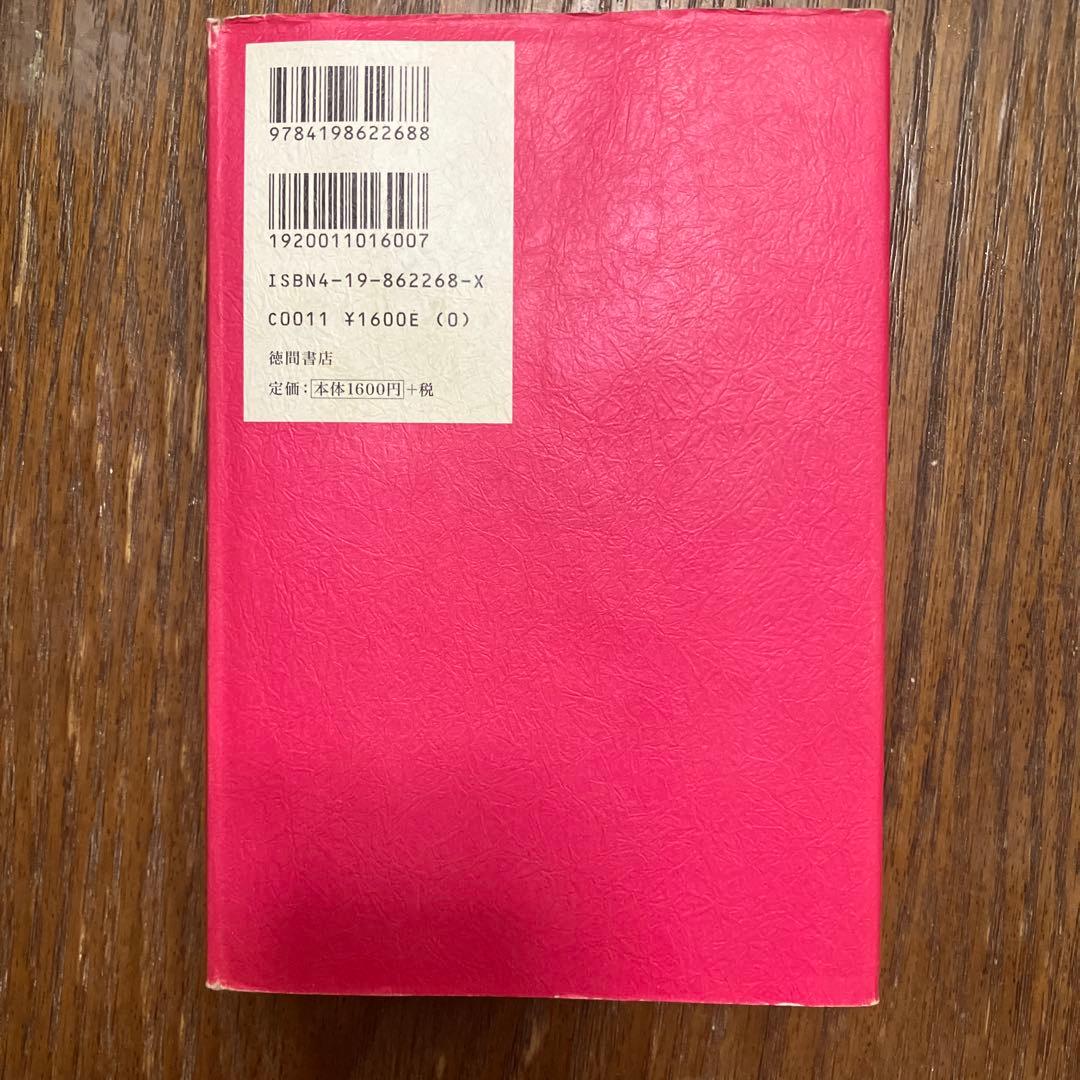 9784198622688
1920011016007
ISBN4-19-862268-X
C0011 ¥1600E (0)
徳間書店
定価:本体1600円+税